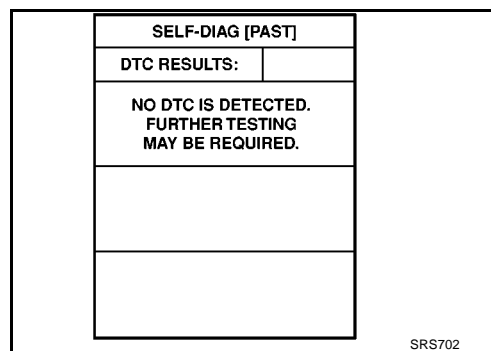 SELF-DIAG [PAST]
DTC RESULTS:
NO DTC IS DETECTED.
FURTHER TESTING
MAY BE REQUIRED.
SRS702